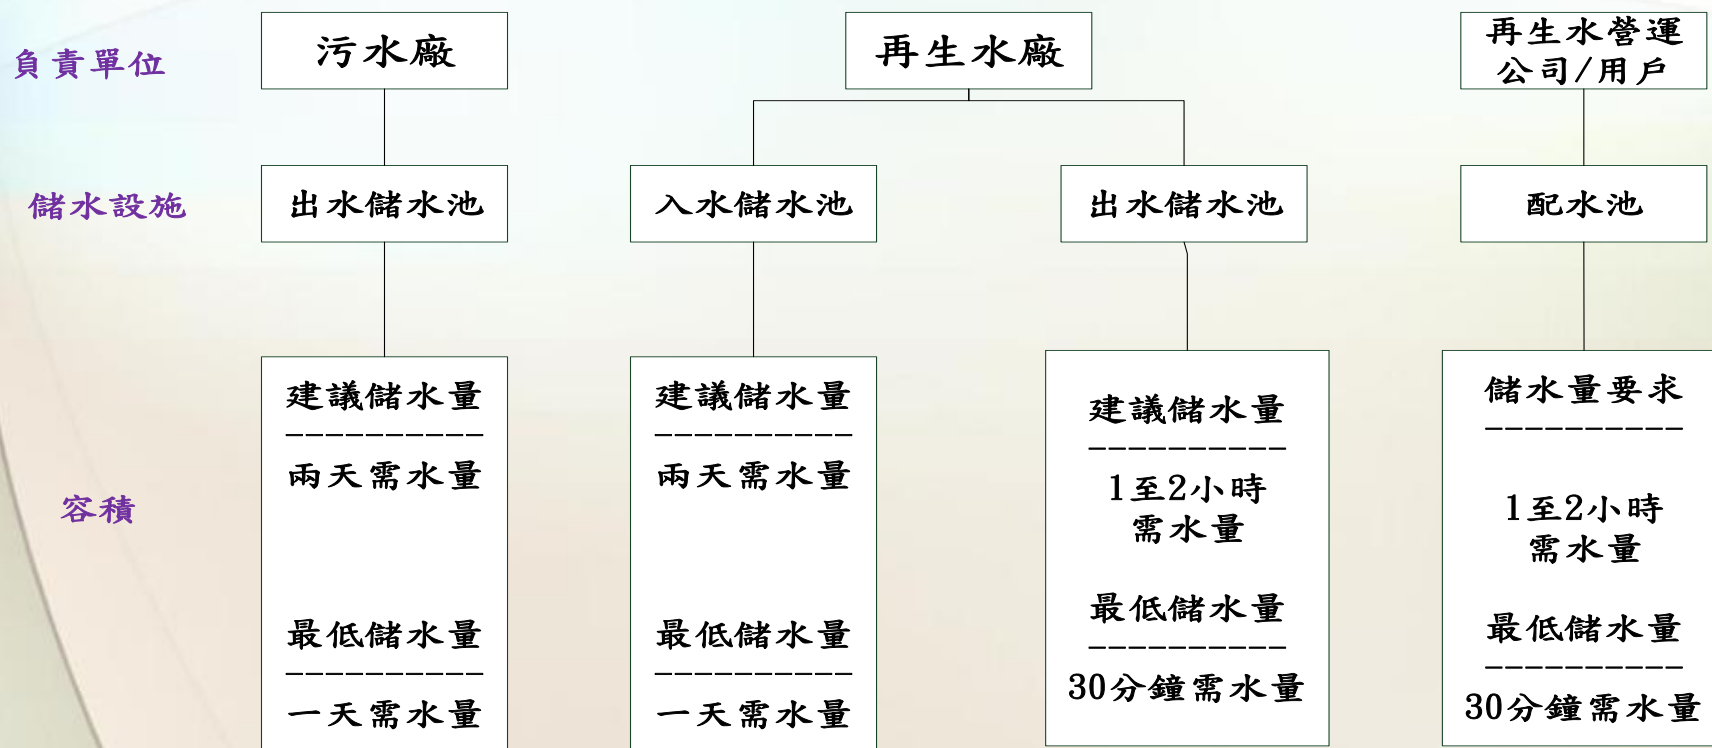 負責單位
污水廠
再生水廠
再生水營運
公司/用戶
儲水設施
出水儲水池
入水儲水池
出水儲水池
配水池
容積
建議儲水量
----------
兩天需水量
最低儲水量
----------
一天需水量
建議儲水量
----------
兩天需水量
最低儲水量
----------
一天需水量
建議儲水量
----------
1至2小時
需水量
最低儲水量
----------
30分鐘需水量
儲水量要求
----------
1至2小時
需水量
最低儲水量
----------
30分鐘需水量